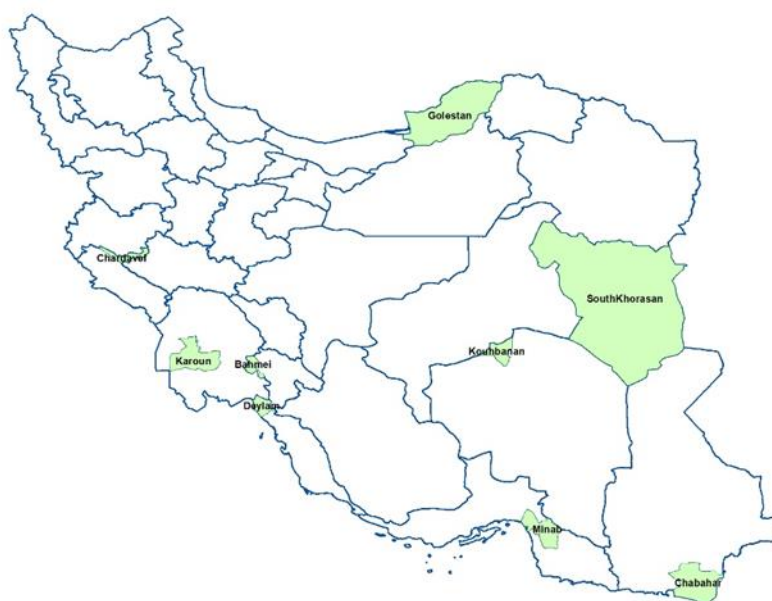 Golestan
Chardavel
SouthKhorasan
Kouhbanan
Karoun
Bahmei
Daylam
Minab
Chabahar